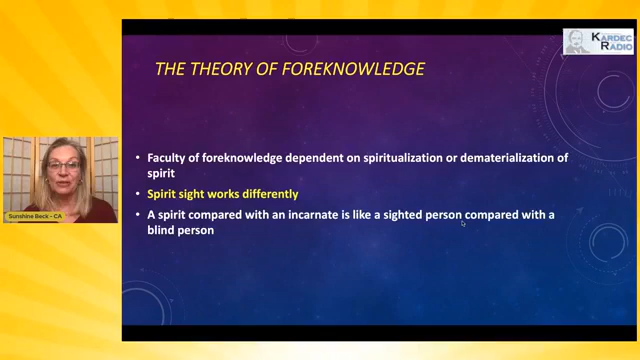 KARDEC
RADIO
THE THEORY OF FOREKNOWLEDGE
• Faculty of foreknowledge dependent on spiritualization or dematerialization of
spirit
• Spirit sight works differently
• A spirit compared with an incarnate is like a sighted person compared with a
blind person
Sunshine Beck - CA